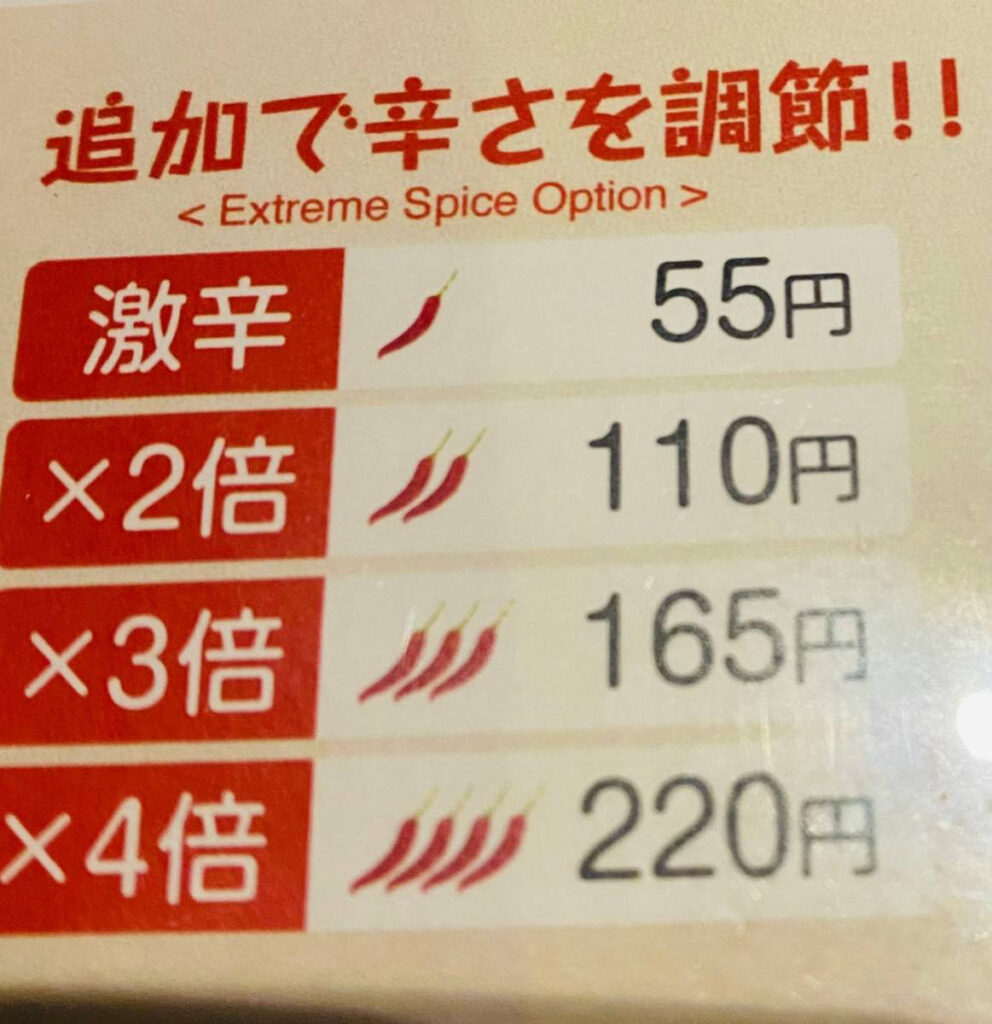 追加で辛さを調節!!
< Extreme Spice Option >
激辛 55円
×2倍 110円
×3倍 165円
×4倍 220円